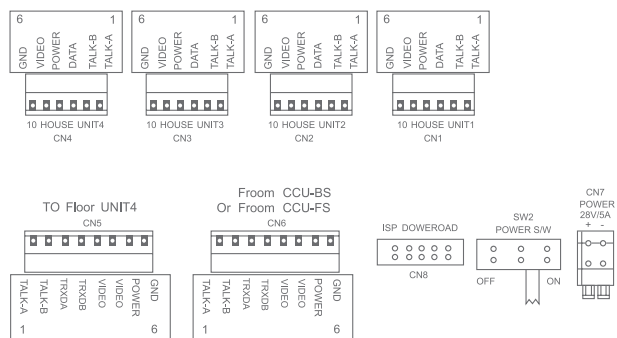 6 1
GND VIDEO POWER DATA TALK-B TALK-A
10 HOUSE UNIT4
CN4
6 1
GND VIDEO POWER DATA TALK-B TALK-A
10 HOUSE UNIT3
CN3
6 1
GND VIDEO POWER DATA TALK-B TALK-A
10 HOUSE UNIT2
CN2
6 1
GND VIDEO POWER DATA TALK-B TALK-A
10 HOUSE UNIT1
CN1
TO Floor UNIT4
CN5
TALK-A TALK-B TRXDA TRXDB VIDEO VIDEO POWER GND
1 6
Froom CCU-BS
Or Froom CCU-FS
CN6
TALK-A TALK-B TRXDA TRXDB VIDEO VIDEO POWER GND
1 6
ISP DOWEROAD
CN8
SW2
POWER S/W
OFF ON
CN7
POWER
28V/5A
+ -